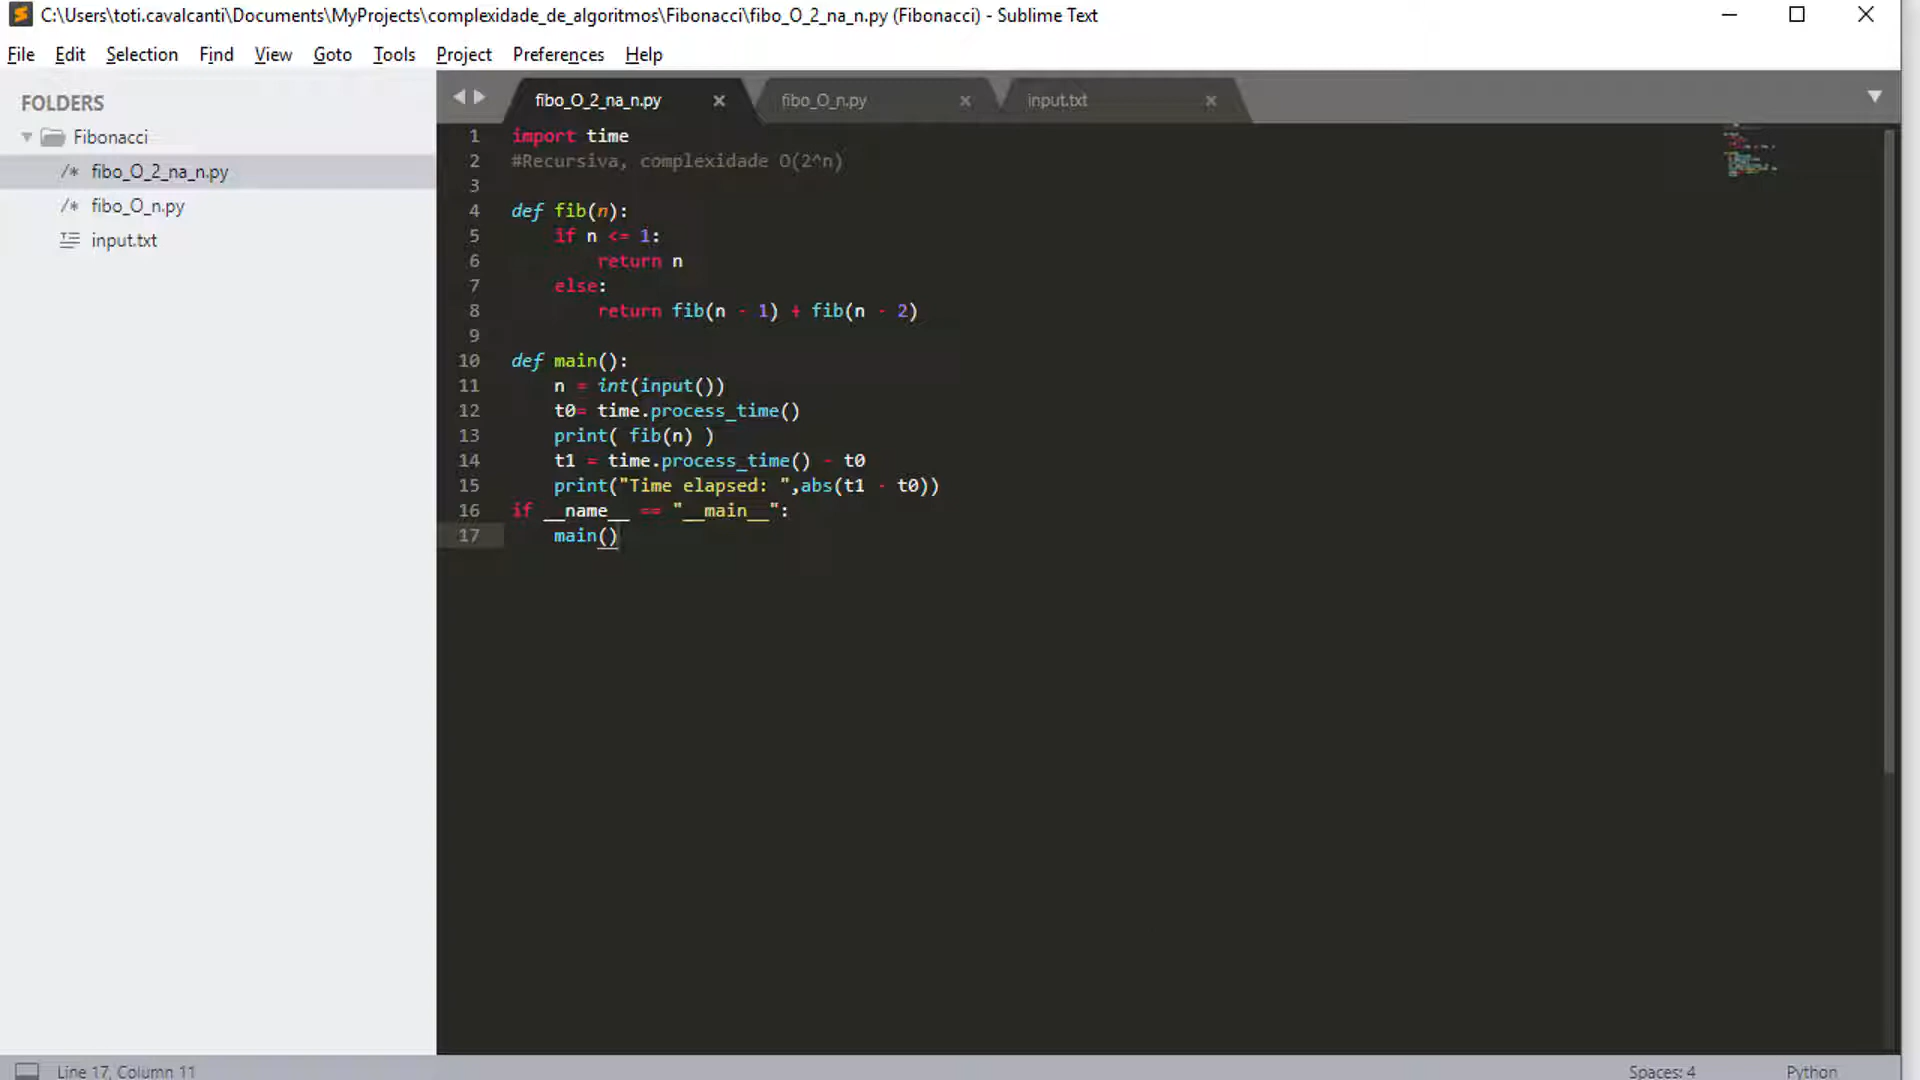 C:\Users\toti.cavalcanti\Documents\MyProjects\complexidade_de_algoritmos\Fibonacci\fibo_O_2_na_n.py (Fibonacci) - Sublime Text
File Edit Selection Find View Goto Tools Project Preferences Help
FOLDERS
Fibonacci
/* fibo_O_2_na_n.py
/* fibo_O_n.py
input.txt
fibo_O_2_na_n.py fibo_O_n.py input.txt
1 import time
2 #Recursiva, complexidade O(2^n)
3
4 def fib(n):
5     if n <= 1:
6         return n
7     else:
8         return fib(n - 1) + fib(n - 2)
9
10 def main():
11     n = int(input())
12     t0= time.process_time()
13     print( fib(n) )
14     t1 = time.process_time() - t0
15     print("Time elapsed: ",abs(t1 - t0))
16 if __name__ == "__main__":
17     main()
Line 17, Column 11 Spaces: 4 Python